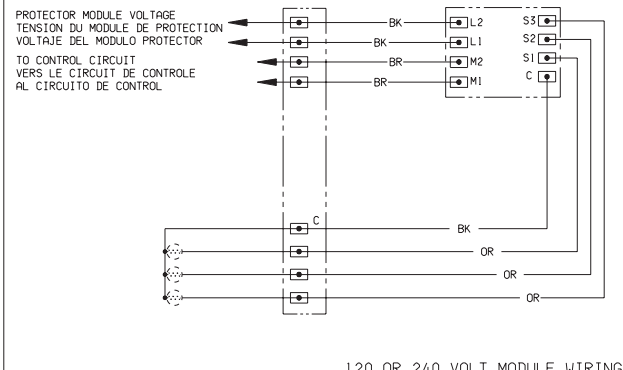 PROTECTOR MODULE VOLTAGE
TENSION DU MODULE DE PROTECTION
VOLTAJE DEL MODULO PROTECTOR
TO CONTROL CIRCUIT
VERS LE CIRCUIT DE CONTROLE
AL CIRCUITO DE CONTROL
BK
BK
BR
BR
L2
L1
M2
M1
S3
S2
S1
C
C
BK
OR
OR
OR
120 OR 240 VOLT MODULE WIRING